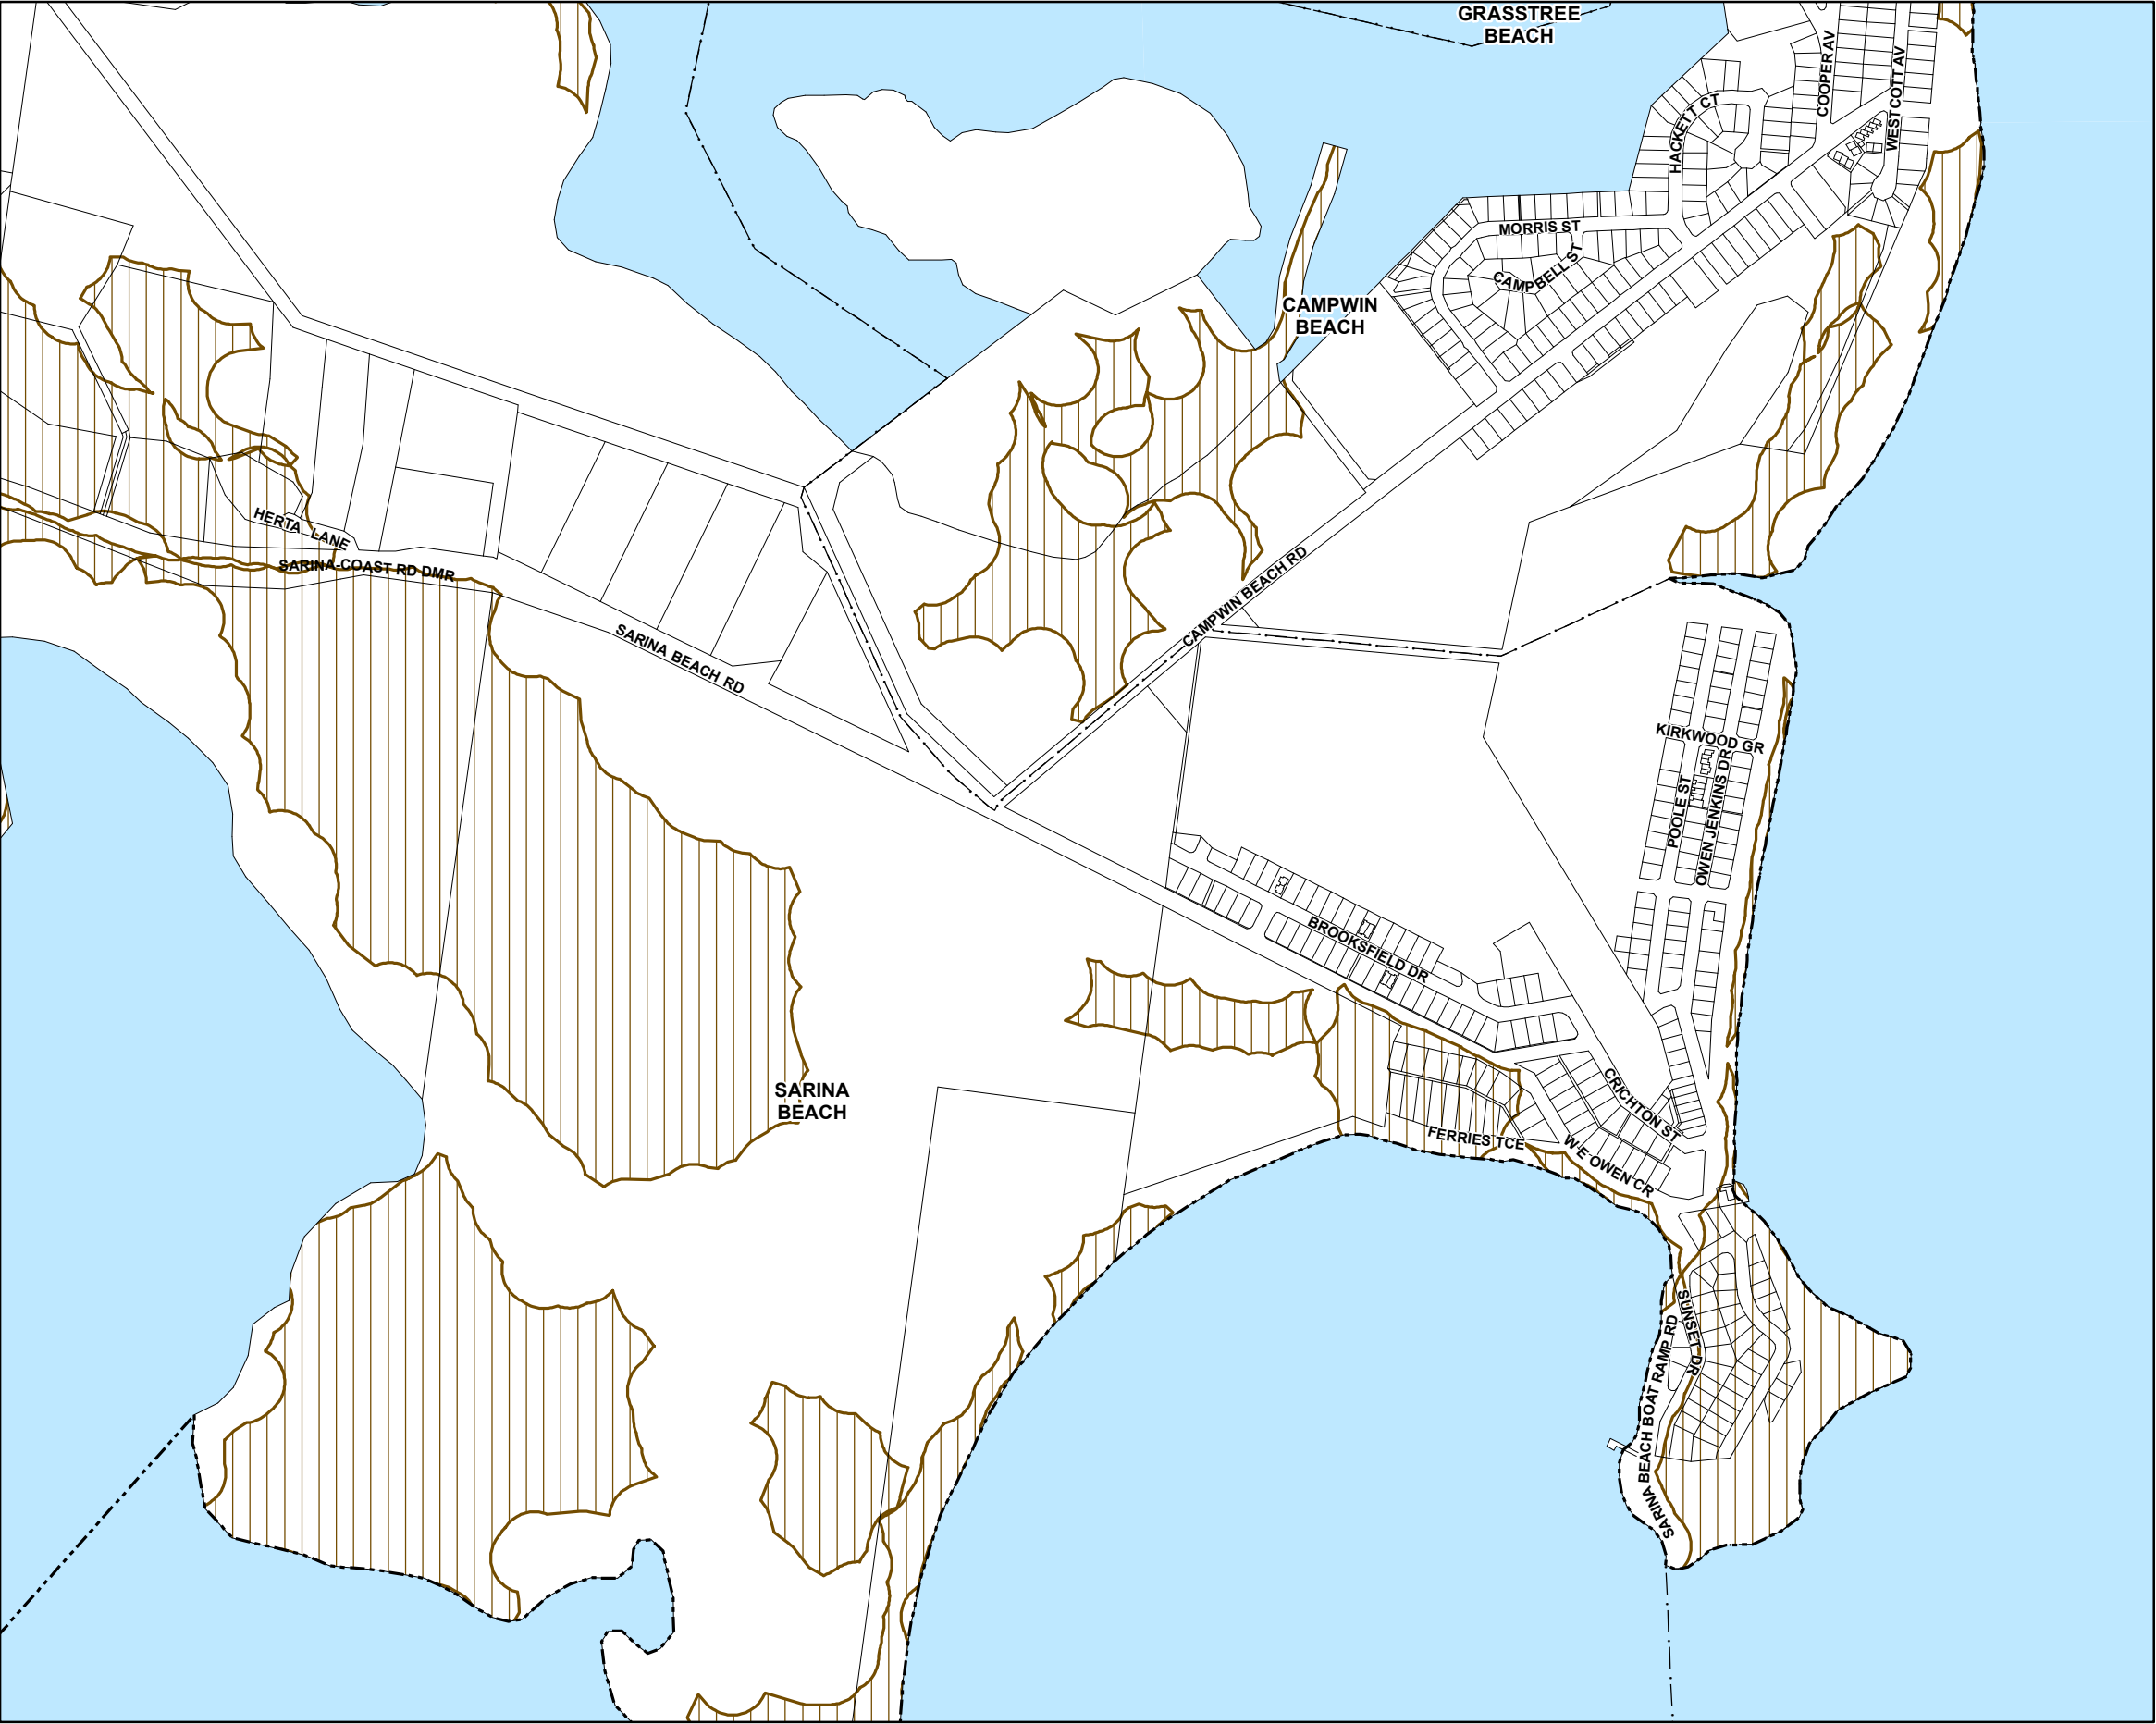 GRASSTREE
BEACH
COOPER AV
WESTCOTT AV
HACKETT CT
MORRIS ST
CAMPBELL ST
CAMPWIN
BEACH
HERTA LANE
SARINA-COAST RD DMR
CAMPWIN BEACH RD
SARINA BEACH RD
KIRKWOOD GR
POOLE ST
OWEN JENKINS DR
BROOKSFIELD DR
SARINA
BEACH
CRICHTON ST
FERRIES TCE
W E OWEN CR
SUNSET DR
SARINA BEACH BOAT RAMP RD